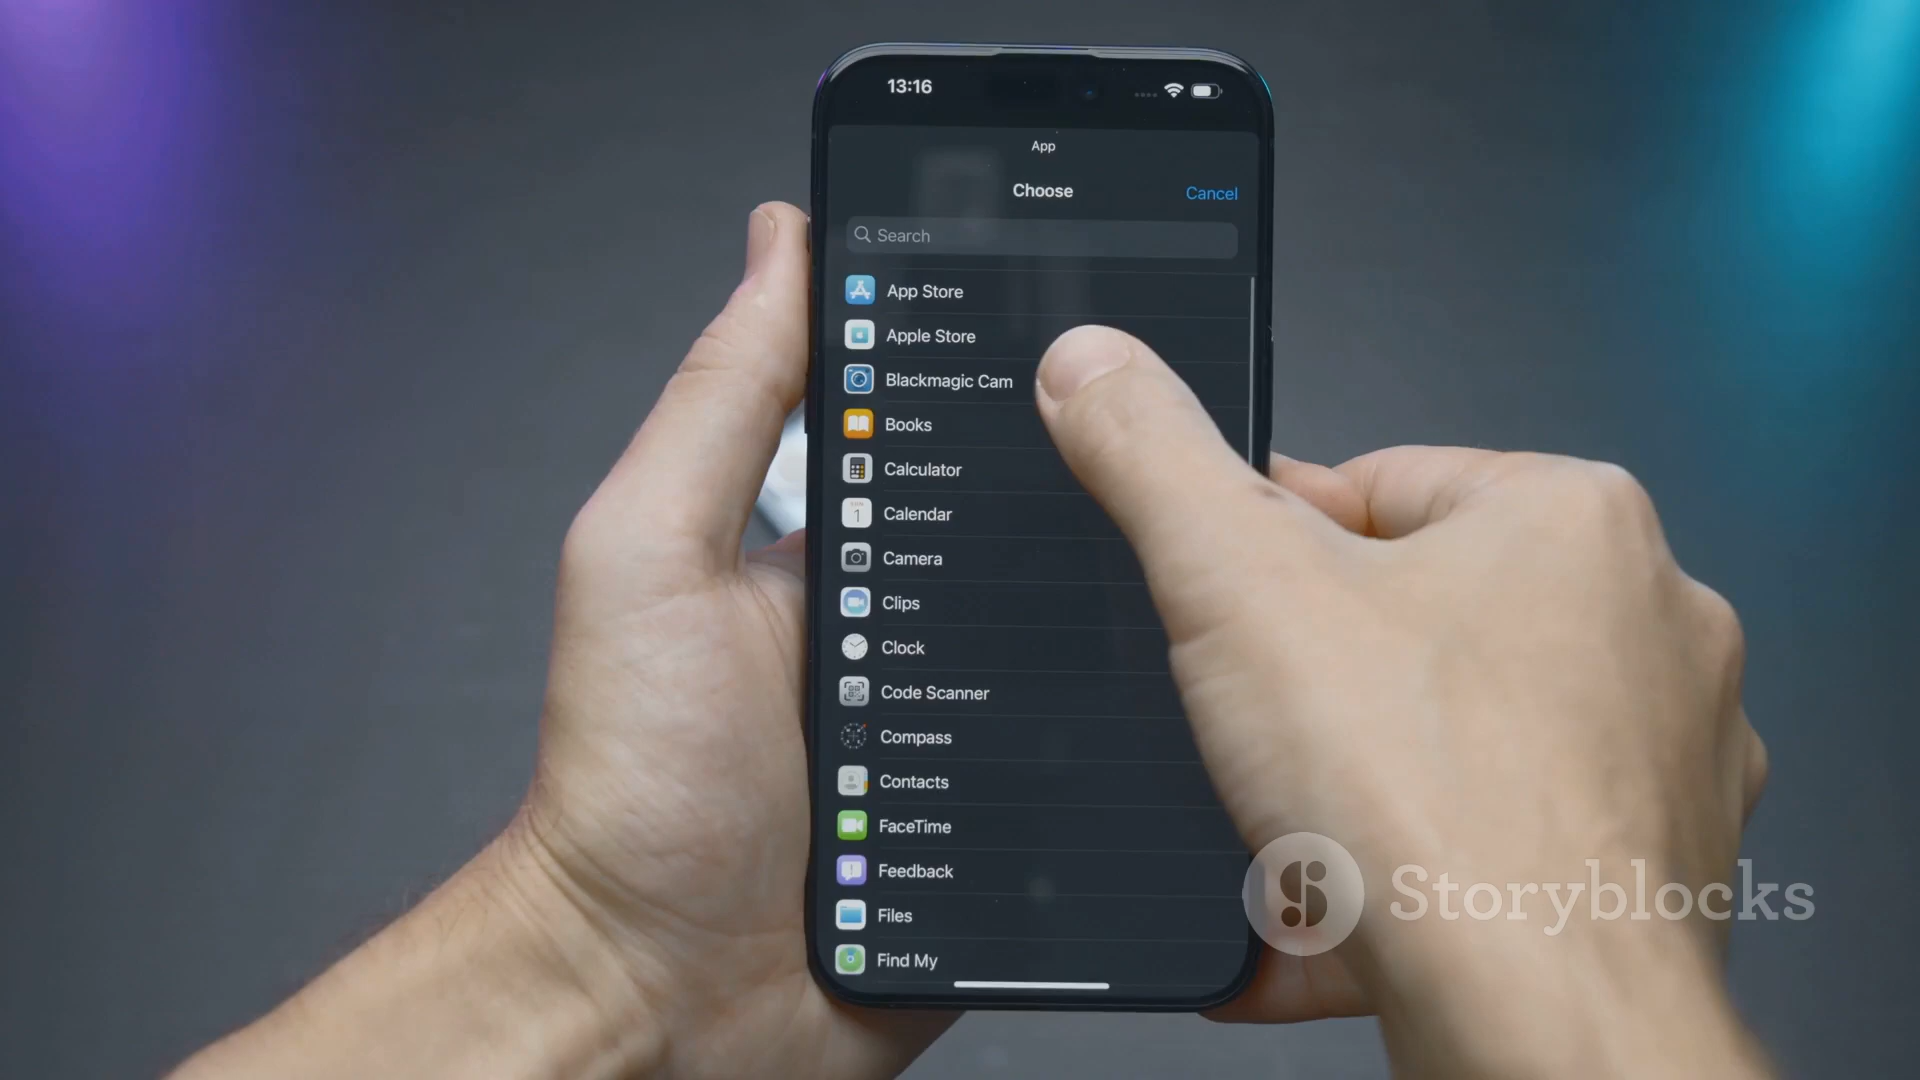 13:16
App
Choose
Cancel
Search
App Store
Apple Store
Blackmagic Cam
Books
Calculator
Calendar
1
Camera
Clips
Clock
Code Scanner
Compass
Contacts
FaceTime
Feedback
Files
Find My
Storyblocks